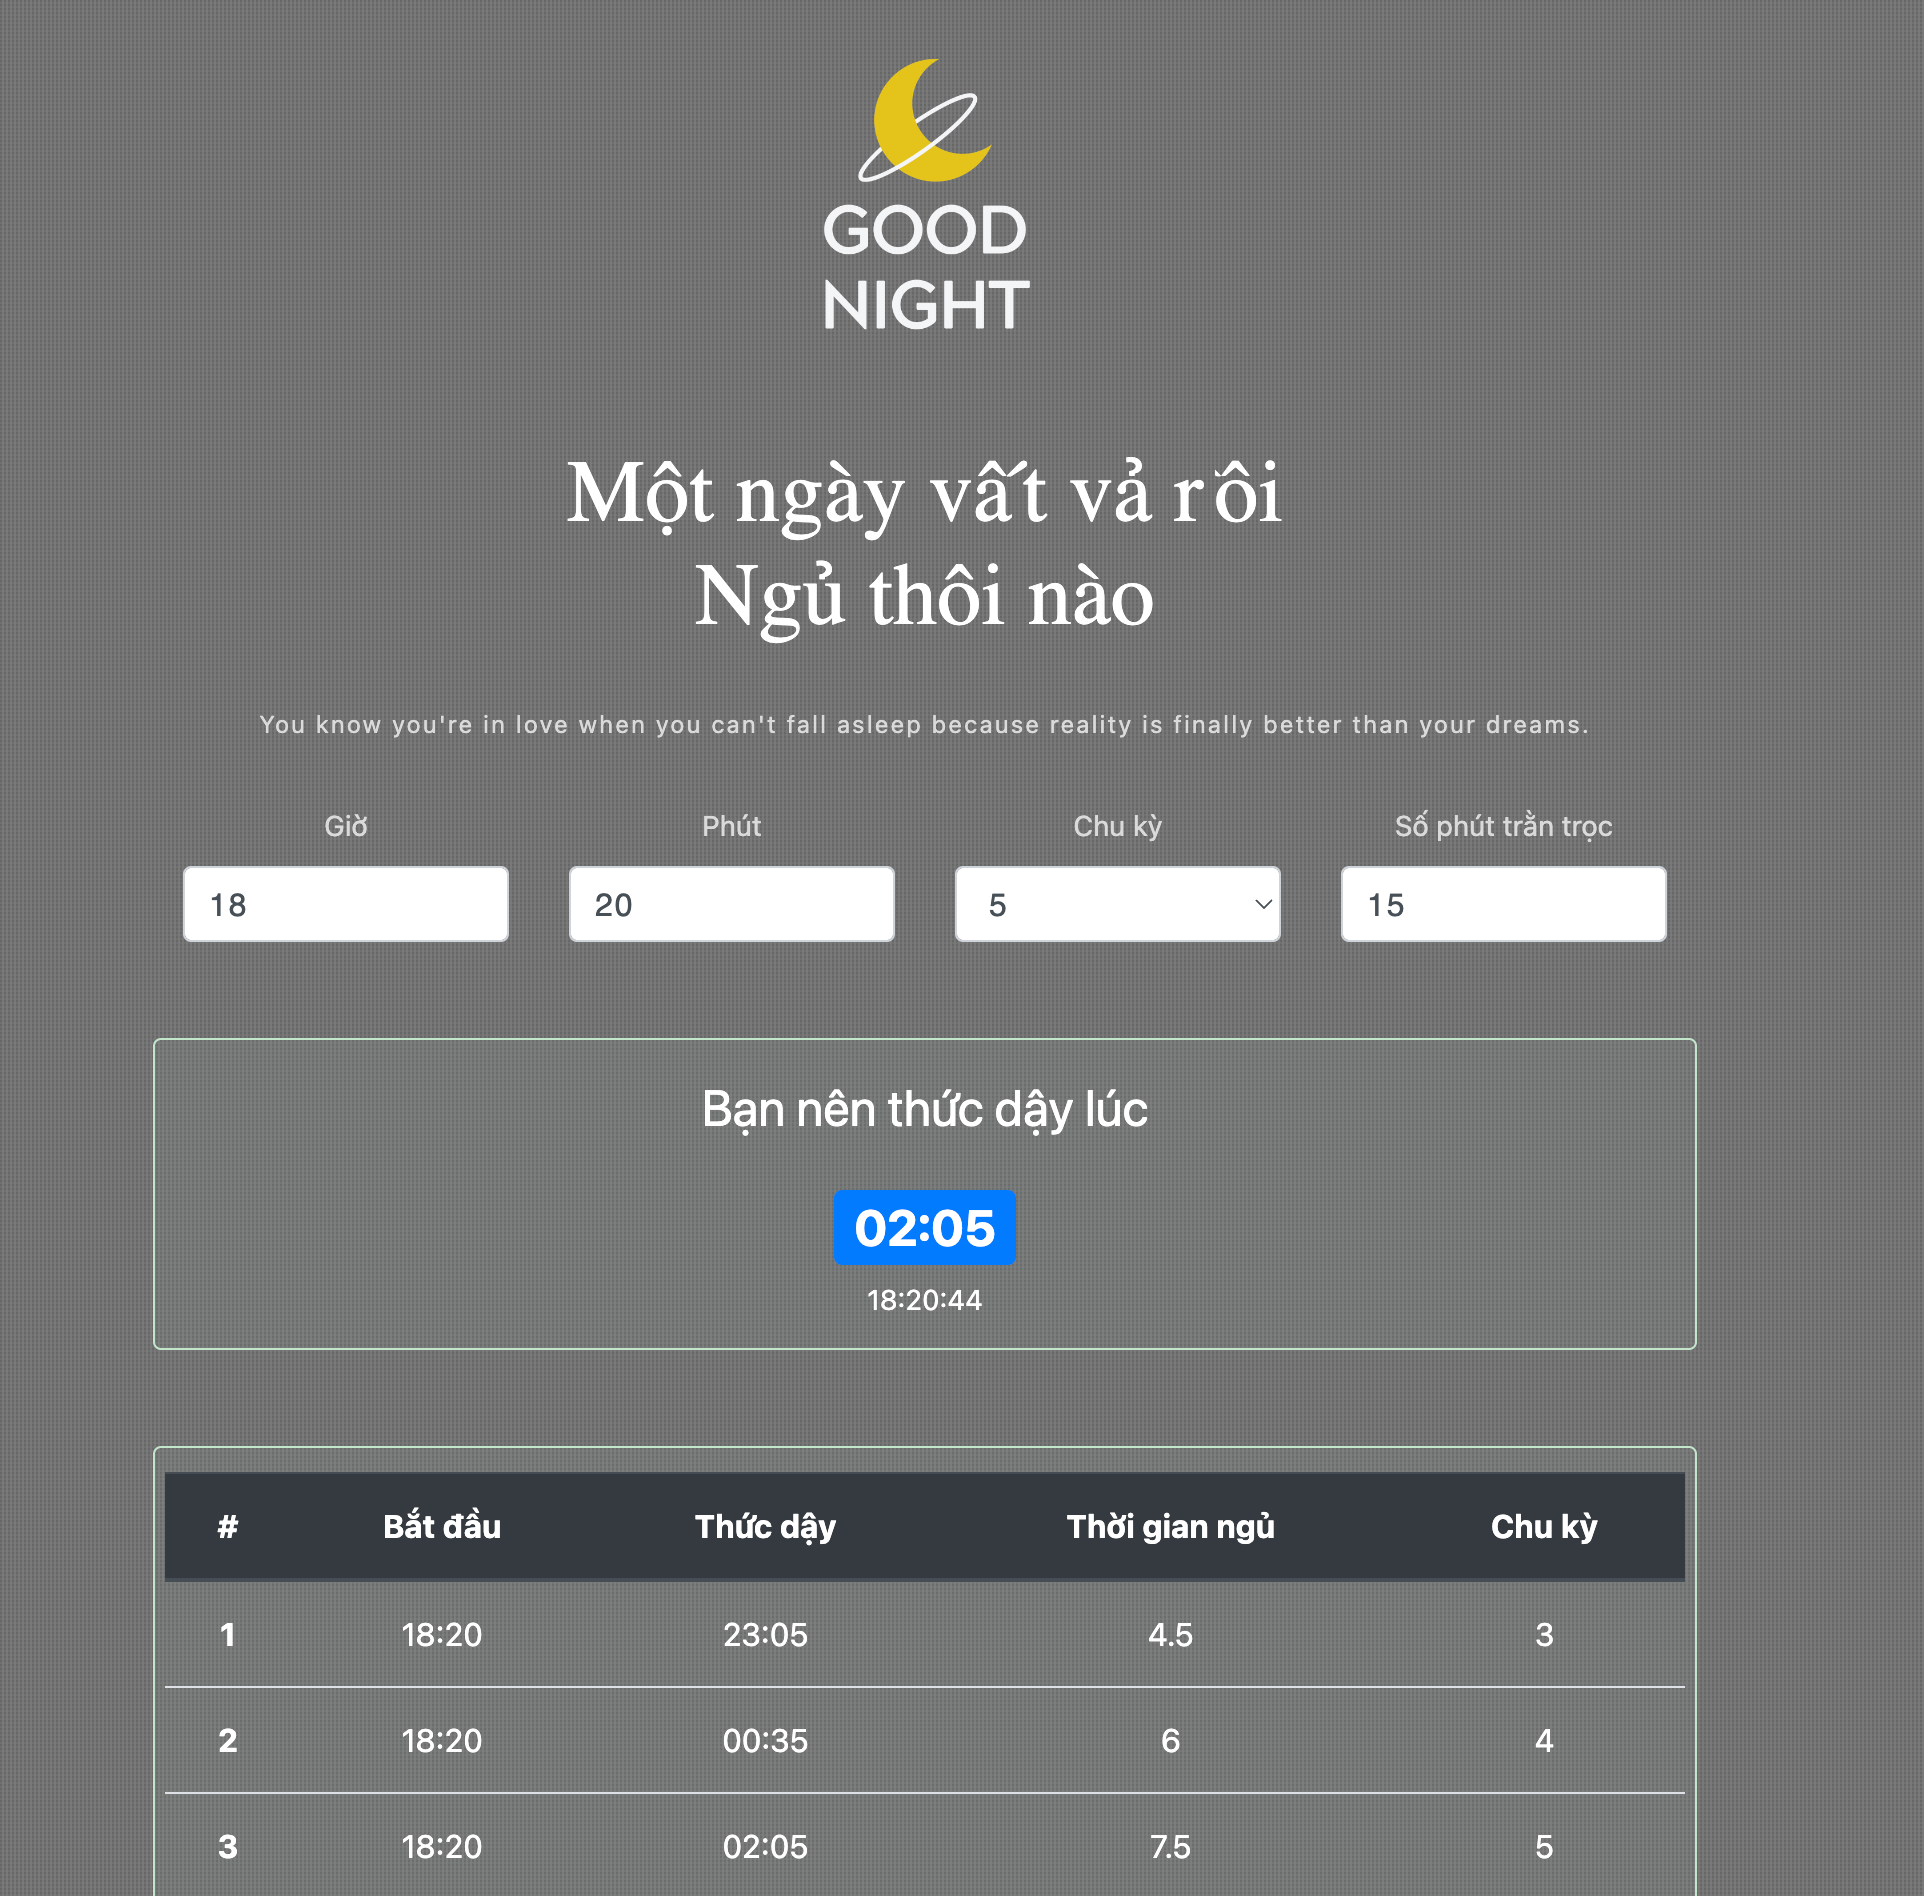 GOOD
NIGHT
Một ngày vất vả rồi
Ngủ thôi nào
You know you're in love when you can't fall asleep because reality is finally better than your dreams.
Giờ Phút Chu kỳ Số phút trằn trọc
18 20 5 15
Bạn nên thức dậy lúc
02:05
18:20:44
# Bắt đầu Thức dậy Thời gian ngủ Chu kỳ
1 18:20 23:05 4.5 3
2 18:20 00:35 6 4
3 18:20 02:05 7.5 5